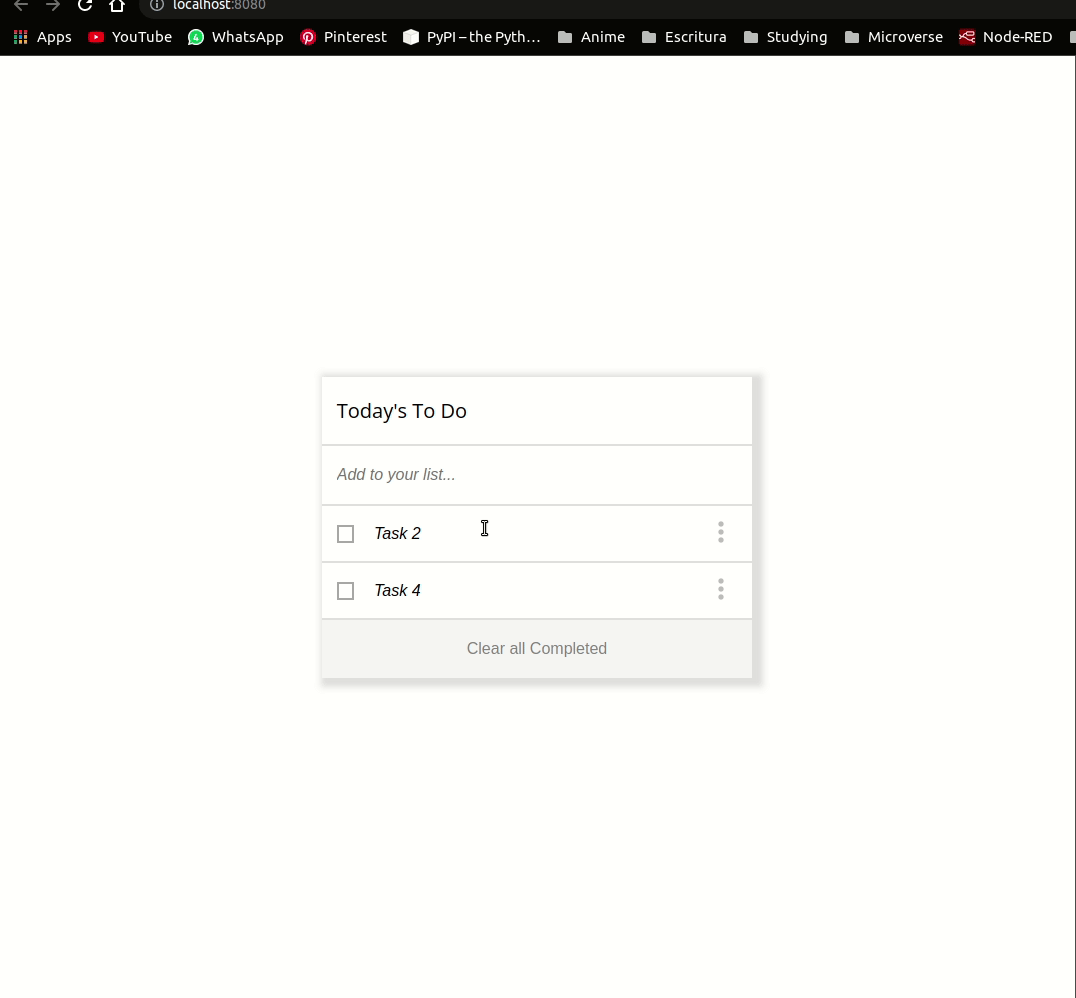 localhost:8080
Apps YouTube WhatsApp Pinterest PyPI – the Pyth... Anime Escritura Studying Microverse Node-RED
Today's To Do
Add to your list...
Task 2
Task 4
Clear all Completed